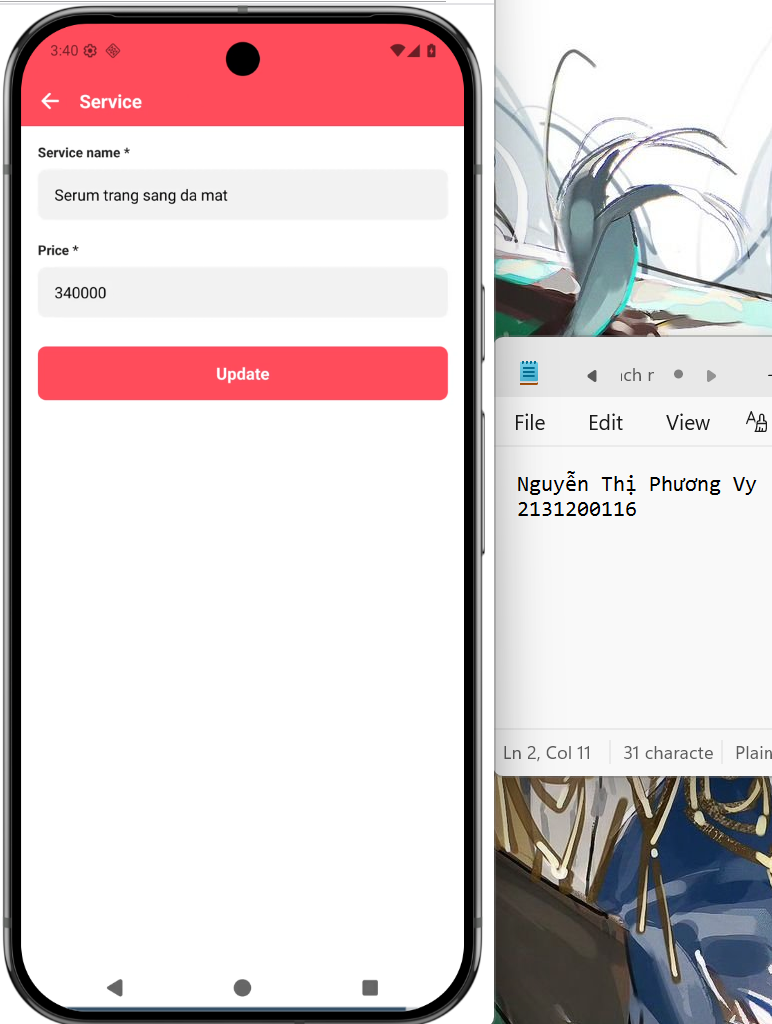 3:40
Service
Service name *
Serum trang sang da mat
Price *
340000
Update
File Edit View
Nguyễn Thị Phương Vy
2131200116
Ln 2, Col 11 31 characte Plain